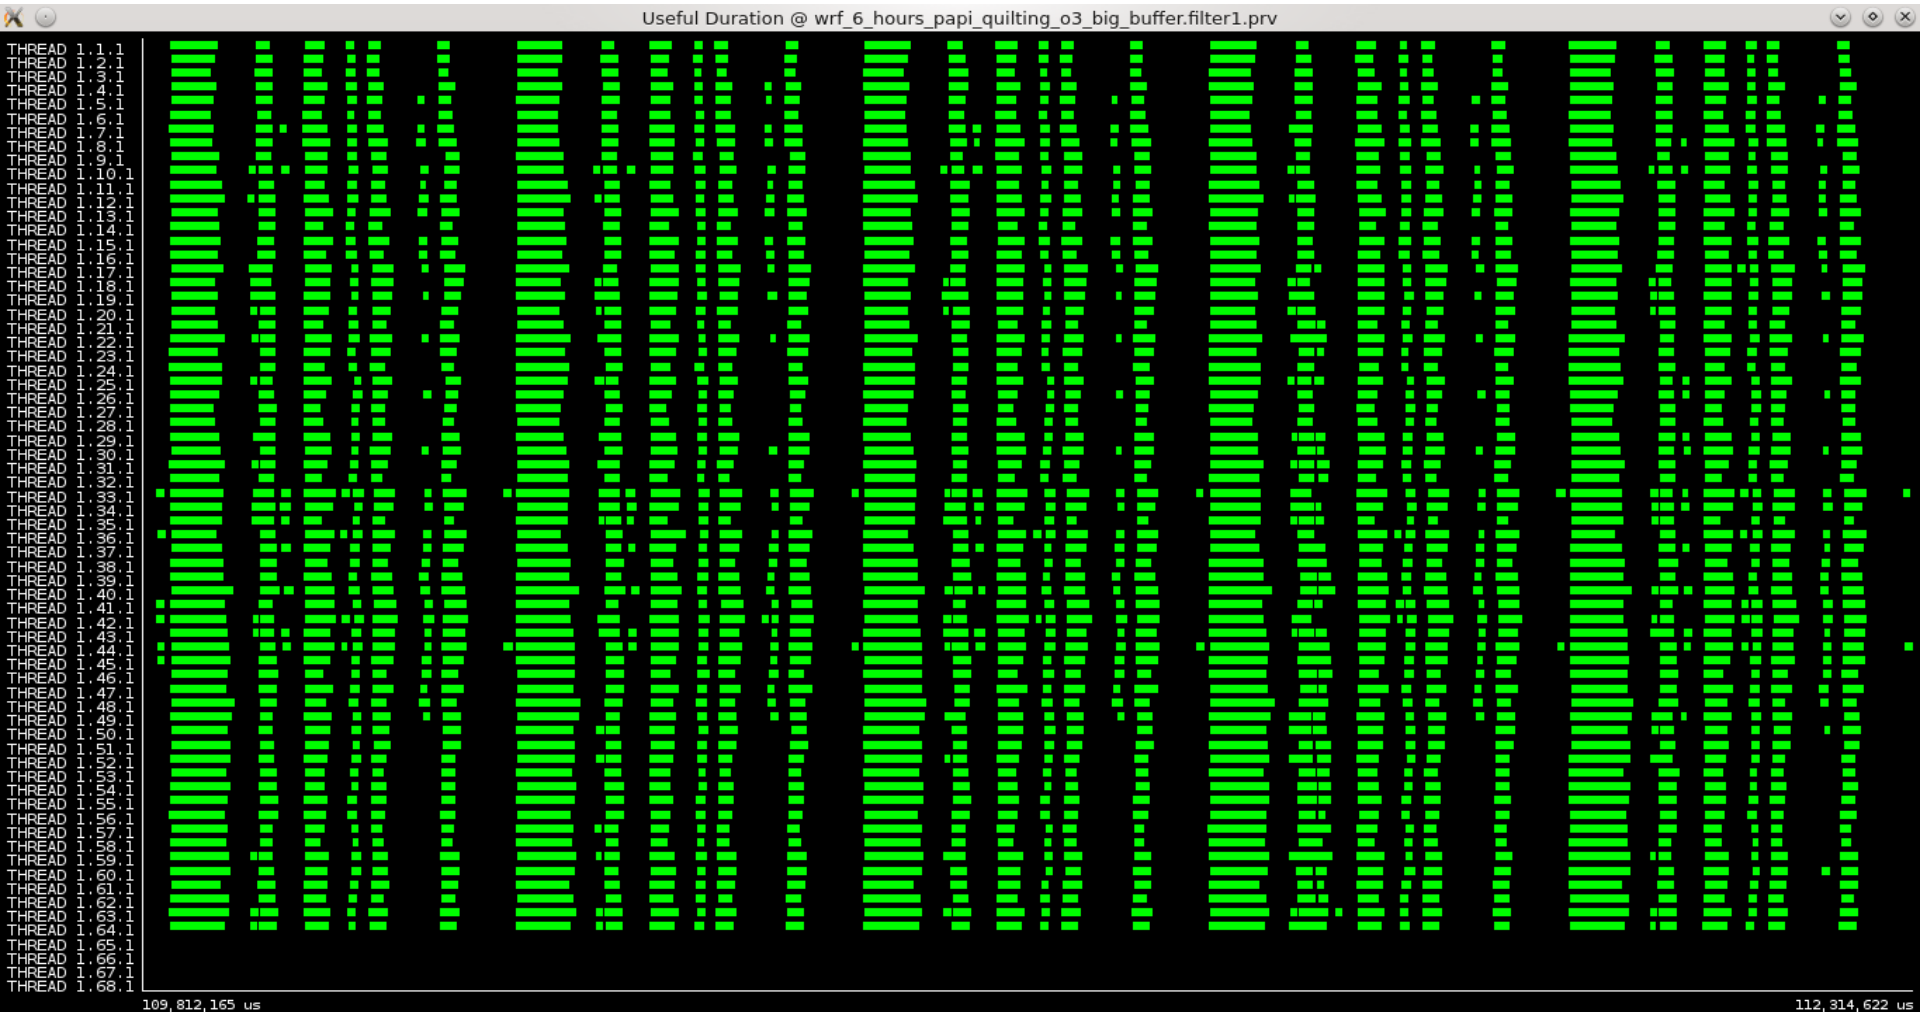 Useful Duration @ wrf_6_hours_papi_quilting_o3_big_buffer.filter1.prv
THREAD 1.1.1
THREAD 1.2.1
THREAD 1.3.1
THREAD 1.4.1
THREAD 1.5.1
THREAD 1.6.1
THREAD 1.7.1
THREAD 1.8.1
THREAD 1.9.1
THREAD 1.10.1
THREAD 1.11.1
THREAD 1.12.1
THREAD 1.13.1
THREAD 1.14.1
THREAD 1.15.1
THREAD 1.16.1
THREAD 1.17.1
THREAD 1.18.1
THREAD 1.19.1
THREAD 1.20.1
THREAD 1.21.1
THREAD 1.22.1
THREAD 1.23.1
THREAD 1.24.1
THREAD 1.25.1
THREAD 1.26.1
THREAD 1.27.1
THREAD 1.28.1
THREAD 1.29.1
THREAD 1.30.1
THREAD 1.31.1
THREAD 1.32.1
THREAD 1.33.1
THREAD 1.34.1
THREAD 1.35.1
THREAD 1.36.1
THREAD 1.37.1
THREAD 1.38.1
THREAD 1.39.1
THREAD 1.40.1
THREAD 1.41.1
THREAD 1.42.1
THREAD 1.43.1
THREAD 1.44.1
THREAD 1.45.1
THREAD 1.46.1
THREAD 1.47.1
THREAD 1.48.1
THREAD 1.49.1
THREAD 1.50.1
THREAD 1.51.1
THREAD 1.52.1
THREAD 1.53.1
THREAD 1.54.1
THREAD 1.55.1
THREAD 1.56.1
THREAD 1.57.1
THREAD 1.58.1
THREAD 1.59.1
THREAD 1.60.1
THREAD 1.61.1
THREAD 1.62.1
THREAD 1.63.1
THREAD 1.64.1
THREAD 1.65.1
THREAD 1.66.1
THREAD 1.67.1
THREAD 1.68.1
109,812,165 us
112,314,622 us